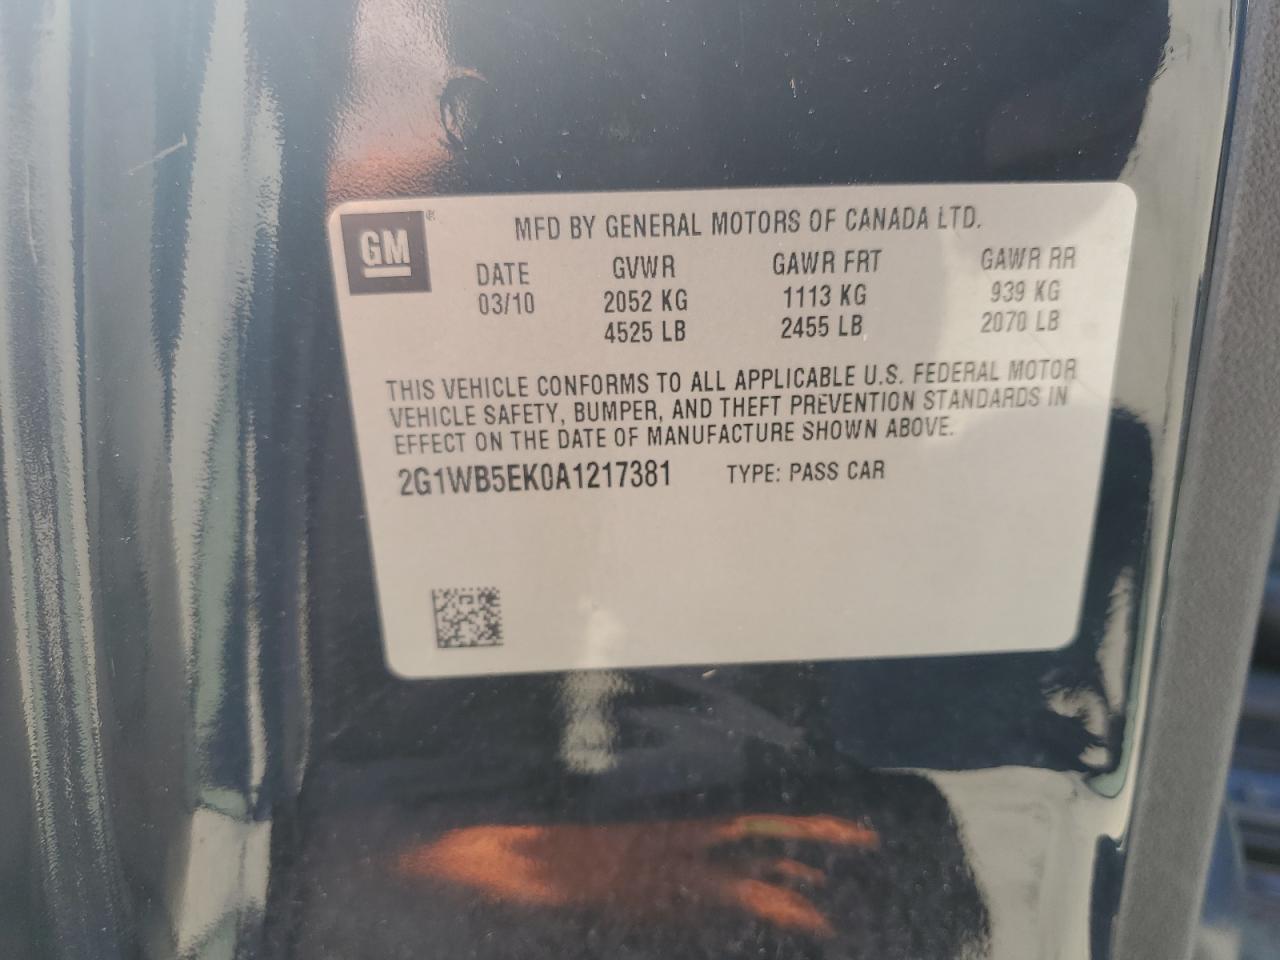 GM ®
MFD BY GENERAL MOTORS OF CANADA LTD.
DATE GVWR GAWR FRT GAWR RR
03/10 2052 KG 1113 KG 939 KG
4525 LB 2455 LB 2070 LB
THIS VEHICLE CONFORMS TO ALL APPLICABLE U.S. FEDERAL MOTOR
VEHICLE SAFETY, BUMPER, AND THEFT PREVENTION STANDARDS IN
EFFECT ON THE DATE OF MANUFACTURE SHOWN ABOVE.
2G1WB5EK0A1217381 TYPE: PASS CAR